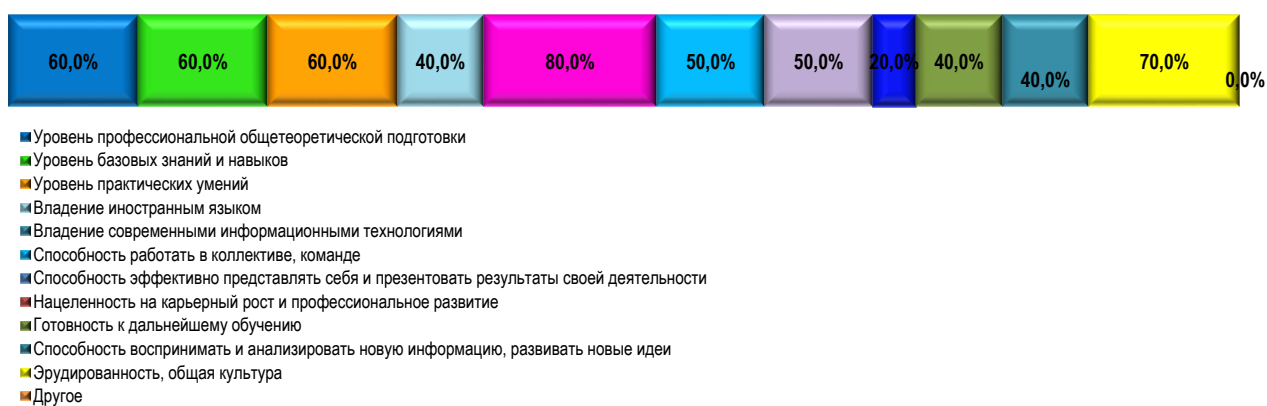 60,0% 60,0% 60,0% 40,0% 80,0% 50,0% 50,0% 20,0% 40,0% 40,0% 70,0% 0,0%
Уровень профессиональной общетеоретической подготовки
Уровень базовых знаний и навыков
Уровень практических умений
Владение иностранным языком
Владение современными информационными технологиями
Способность работать в коллективе, команде
Способность эффективно представлять себя и презентовать результаты своей деятельности
Нацеленность на карьерный рост и профессиональное развитие
Готовность к дальнейшему обучению
Способность воспринимать и анализировать новую информацию, развивать новые идеи
Эрудированность, общая культура
Другое